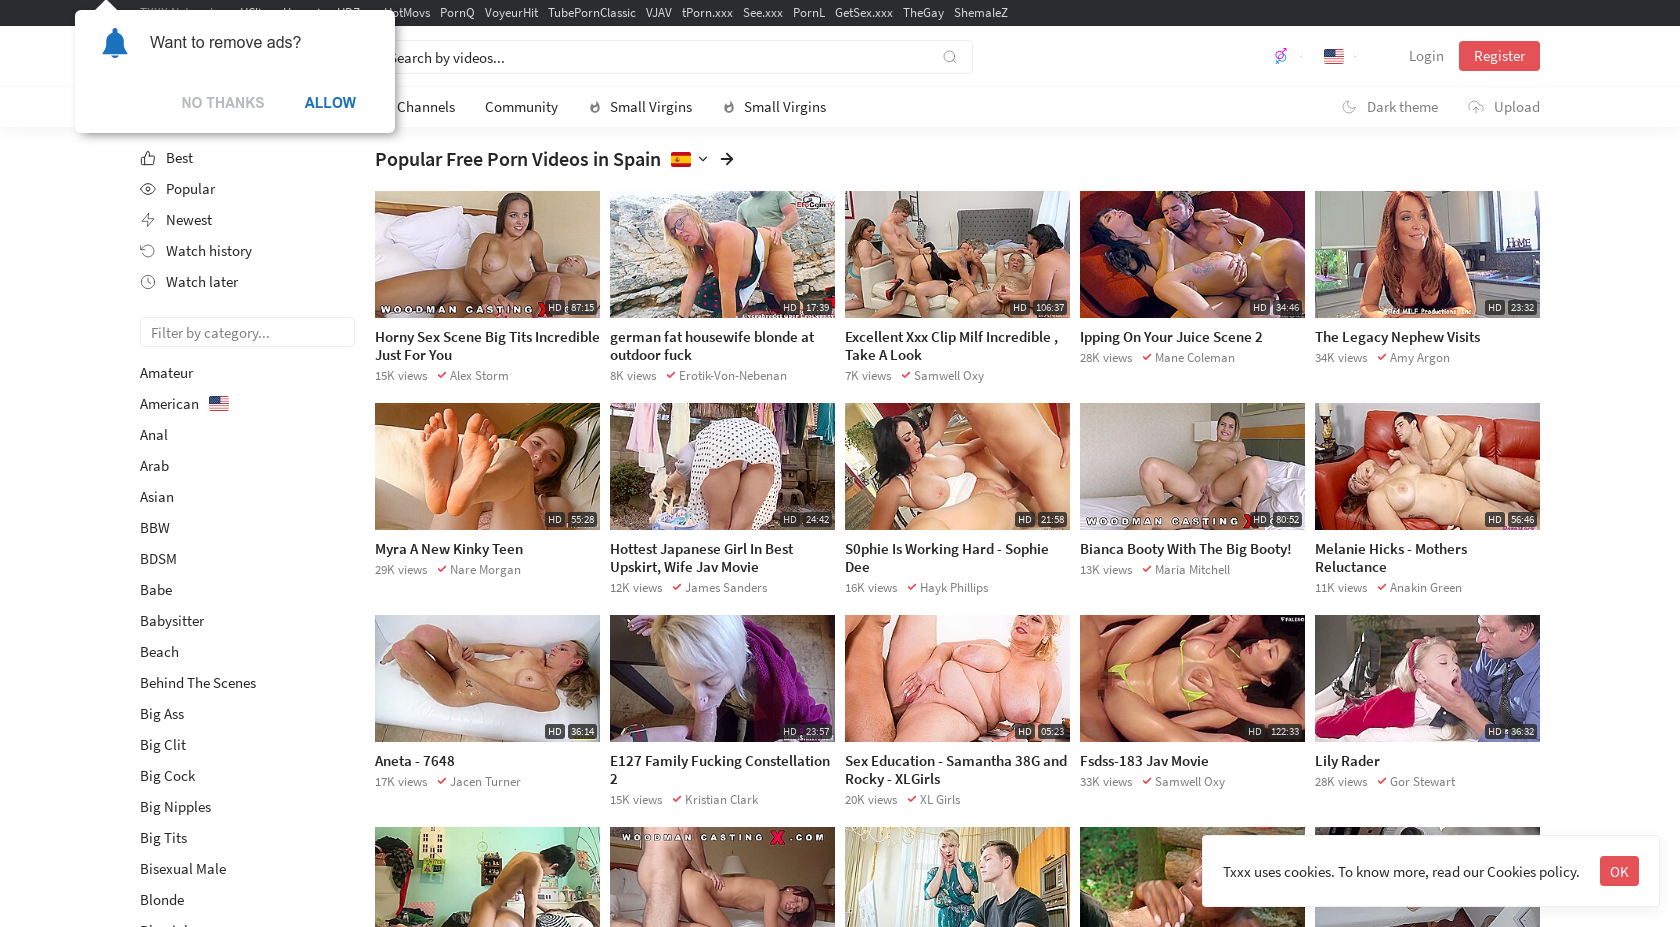 HotMovs PornQ VoyeurHit TubePornClassic VJAV tPorn.xxx See.xxx PornL GetSex.xxx TheGay ShemaleZ
Want to remove ads?
NO THANKS ALLOW
Search by videos...
Login Register
Channels Community Small Virgins Small Virgins Dark theme Upload
Best
Popular
Newest
Watch history
Watch later
Filter by category...
Amateur
American
Anal
Arab
Asian
BBW
BDSM
Babe
Babysitter
Beach
Behind The Scenes
Big Ass
Big Clit
Big Cock
Big Nipples
Big Tits
Bisexual Male
Blonde
Popular Free Porn Videos in Spain
WOODMAN CASTING X
HD 87:15
Horny Sex Scene Big Tits Incredible
Just For You
15K views Alex Storm
HD 17:39
german fat housewife blonde at
outdoor fuck
8K views Erotik-Von-Nebenan
HD 106:37
Excellent Xxx Clip Milf Incredible ,
Take A Look
7K views Samwell Oxy
HD 34:46
Ipping On Your Juice Scene 2
28K views Mane Coleman
HOME
HD 23:32
The Legacy Nephew Visits
34K views Amy Argon
HD 55:28
Myra A New Kinky Teen
29K views Nare Morgan
HD 24:42
Hottest Japanese Girl In Best
Upskirt, Wife Jav Movie
12K views James Sanders
HD 21:58
S0phie Is Working Hard - Sophie
Dee
16K views Hayk Phillips
WOODMAN CASTING X
HD 80:52
Bianca Booty With The Big Booty!
13K views Maria Mitchell
HD 56:46
Melanie Hicks - Mothers
Reluctance
11K views Anakin Green
HD 36:14
Aneta - 7648
17K views Jacen Turner
HD 23:57
E127 Family Fucking Constellation
2
15K views Kristian Clark
HD 05:23
Sex Education - Samantha 38G and
Rocky - XLGirls
20K views XL Girls
HD 122:33
Fsdss-183 Jav Movie
33K views Samwell Oxy
HD 36:32
Lily Rader
28K views Gor Stewart
WOODMAN CASTING X .COM
Txxx uses cookies. To know more, read our Cookies policy. OK